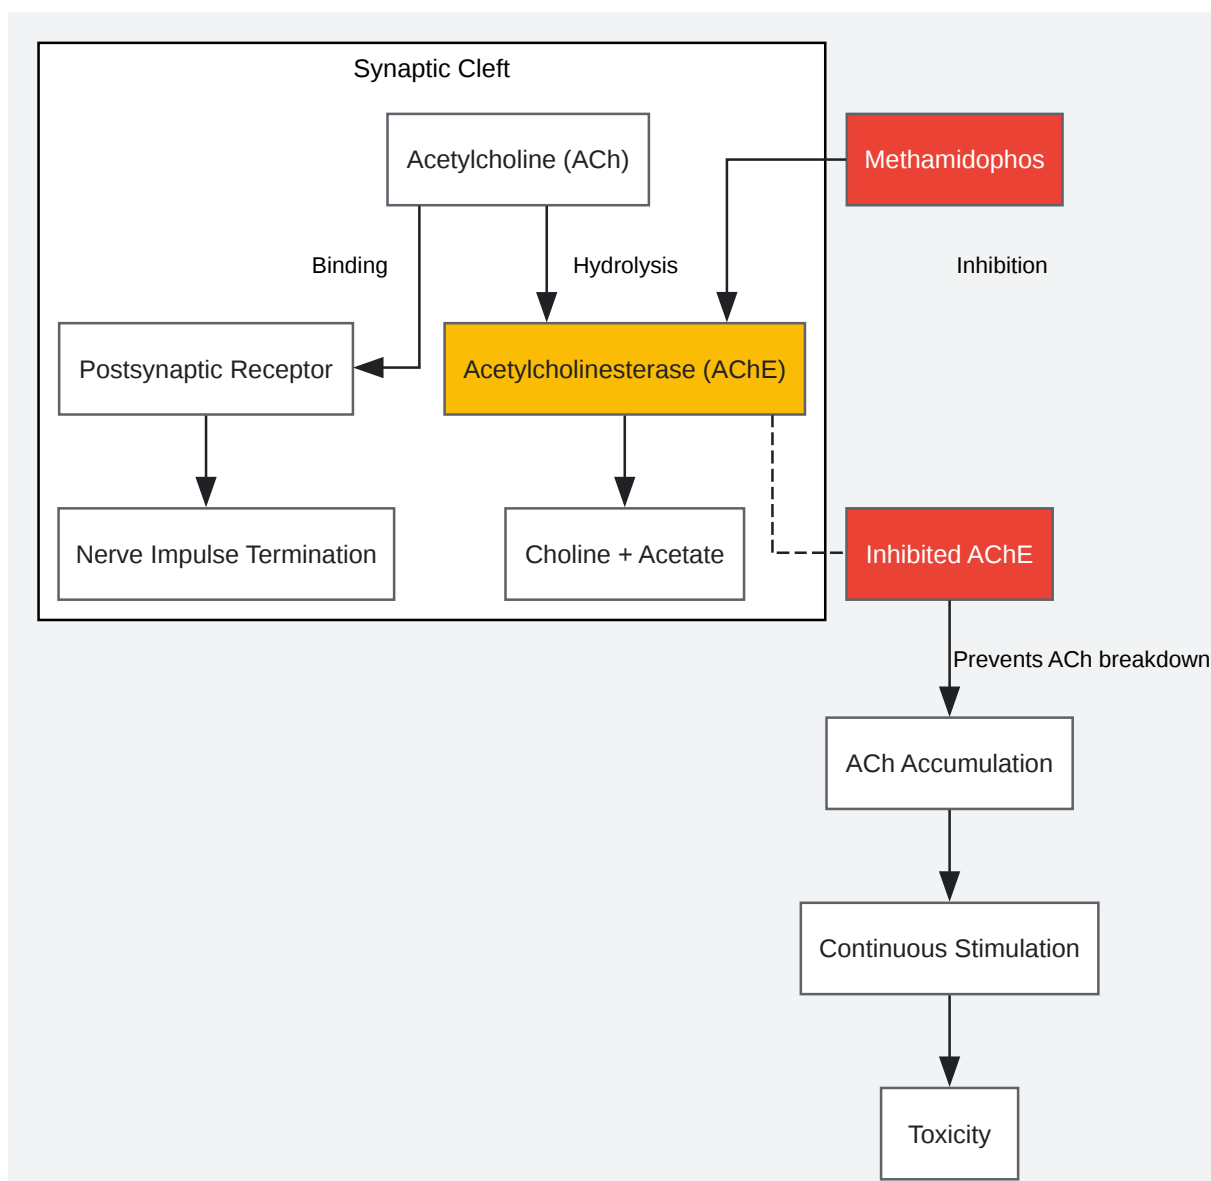 Synaptic Cleft
Acetylcholine (ACh)
Methamidophos
Binding
Hydrolysis
Inhibition
Postsynaptic Receptor
Acetylcholinesterase (AChE)
Nerve Impulse Termination
Choline + Acetate
Inhibited AChE
Prevents ACh breakdown
ACh Accumulation
Continuous Stimulation
Toxicity